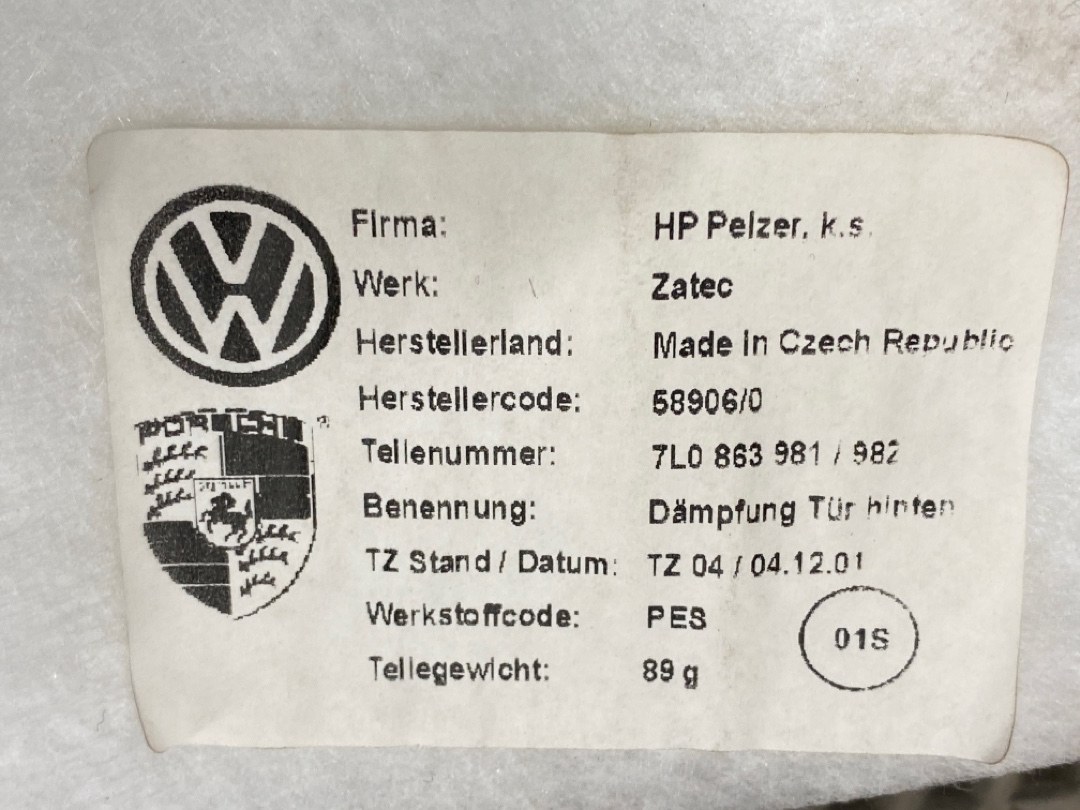 Firma: HP Pelzer, k.s.
Werk: Zatec
Herstellerland: Made in Czech Republic
Herstellercode: 58906/0
Teilenummer: 7L0 863 981 / 982
Benennung: Dämpfung Tür hinten
TZ Stand / Datum: TZ 04 / 04.12.01
Werkstoffcode: PES
01S
Teilegewicht: 89 g
PORSCHE